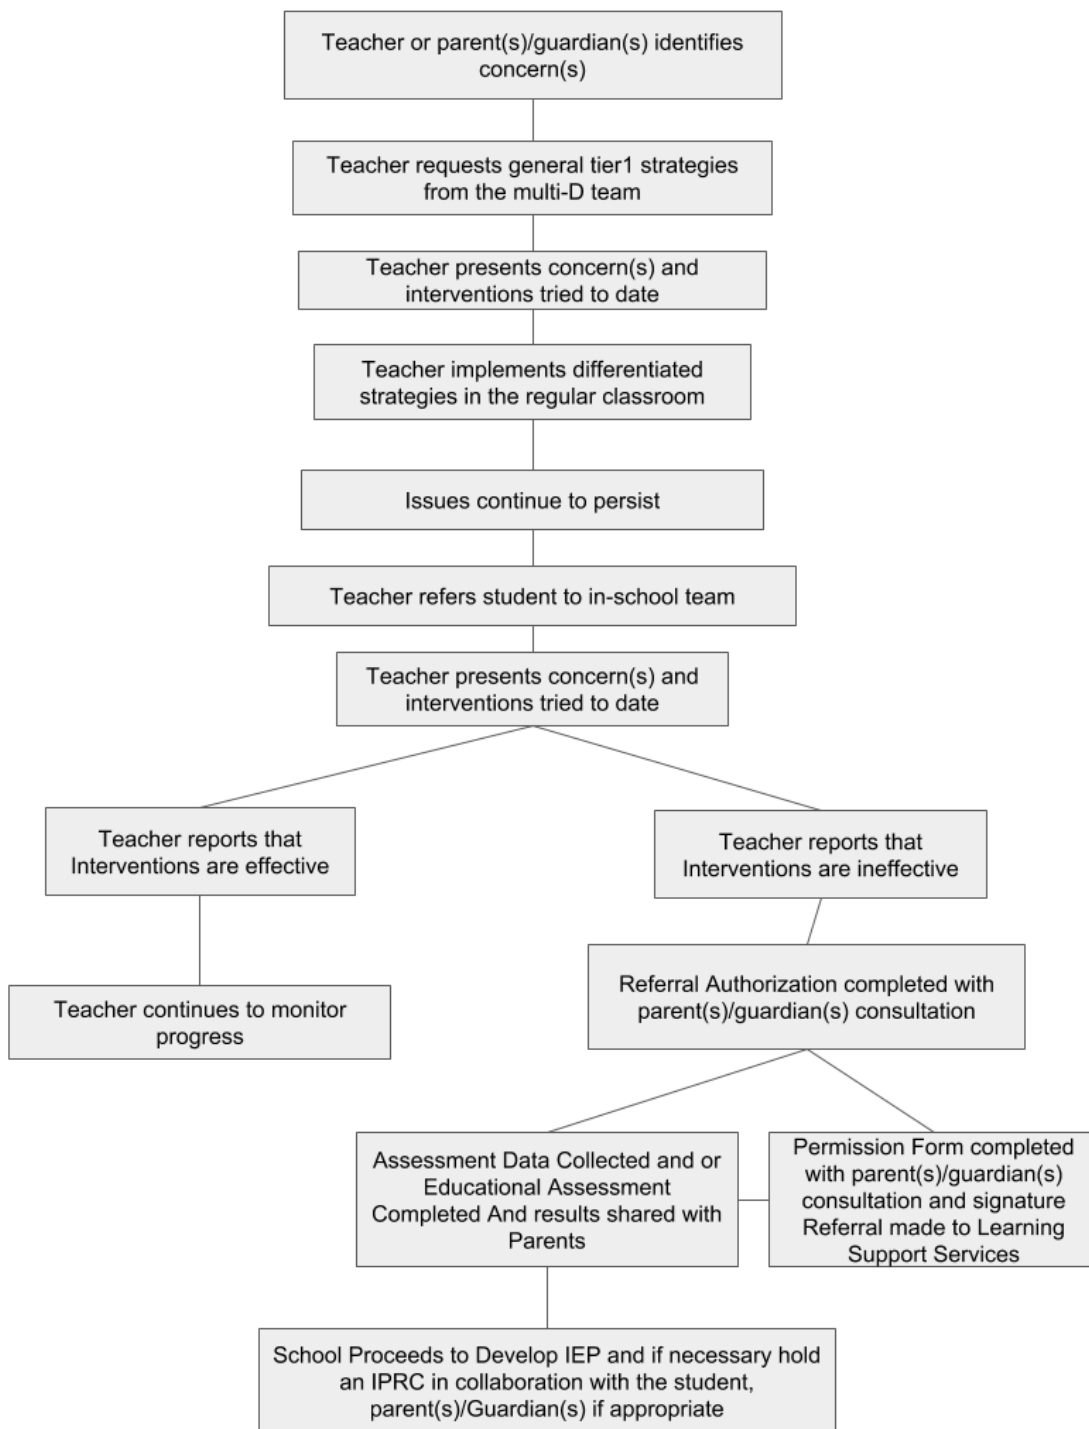 Teacher or parent(s)/guardian(s) identifies
concern(s)
Teacher requests general tier1 strategies
from the multi-D team
Teacher presents concern(s) and
interventions tried to date
Teacher implements differentiated
strategies in the regular classroom
Issues continue to persist
Teacher refers student to in-school team
Teacher presents concern(s) and
interventions tried to date
Teacher reports that
Interventions are effective
Teacher reports that
Interventions are ineffective
Teacher continues to monitor
progress
Referral Authorization completed with
parent(s)/guardian(s) consultation
Assessment Data Collected and or
Educational Assessment
Completed And results shared with
Parents
Permission Form completed
with parent(s)/guardian(s)
consultation and signature
Referral made to Learning
Support Services
School Proceeds to Develop IEP and if necessary hold
an IPRC in collaboration with the student,
parent(s)/Guardian(s) if appropriate